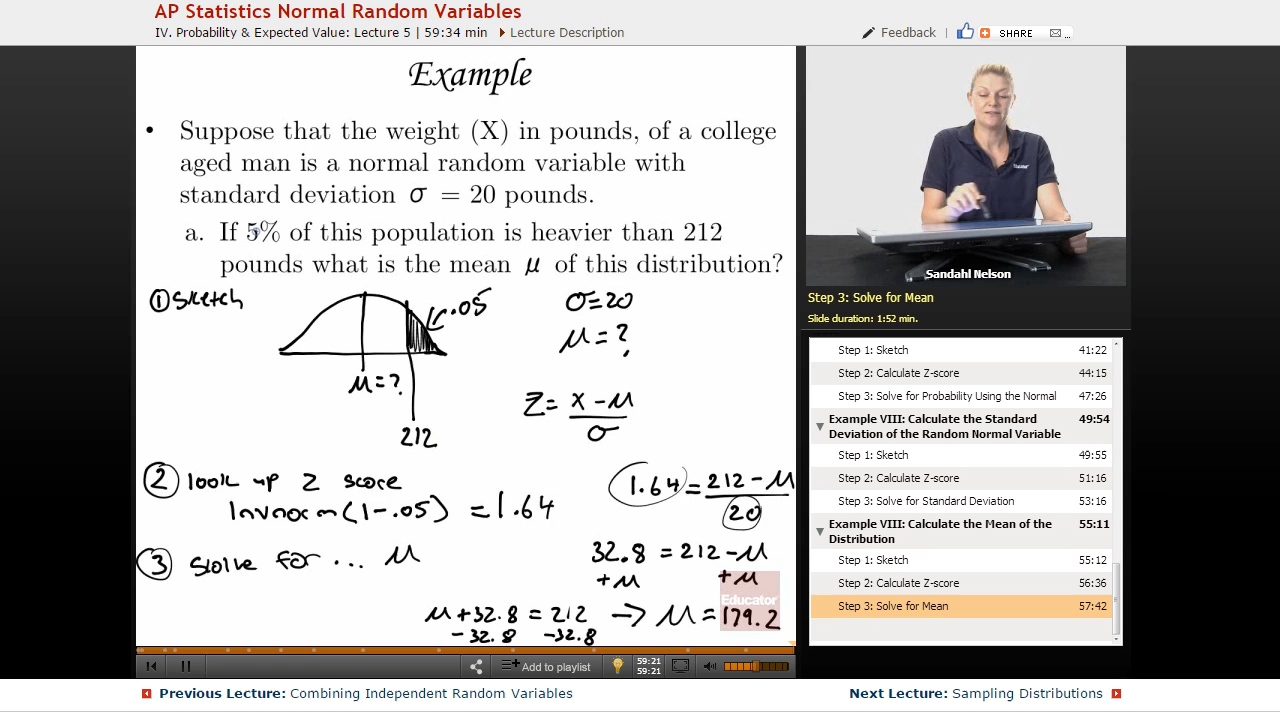 AP Statistics Normal Random Variables
IV. Probability & Expected Value: Lecture 5 | 59:34 min Lecture Description
Feedback | SHARE
Example
• Suppose that the weight (X) in pounds, of a college
aged man is a normal random variable with
standard deviation σ = 20 pounds.
a. If 5% of this population is heavier than 212
pounds what is the mean μ of this distribution?
① Sketch
.05
μ = ?
212
σ = 20
μ = ?
Z = (x - μ)/σ
② look up z score
Invnorm(1-.05) = 1.64
1.64 = (212 - μ)/20
③ Solve for ... μ
32.8 = 212 - μ
+μ +μ
μ + 32.8 = 212 → μ = 179.2
-32.8 -32.8
Educator
Add to playlist
59:21
59:21
Sandahl Nelson
Step 3: Solve for Mean
Slide duration: 1:52 min.
Step 1: Sketch 41:22
Step 2: Calculate Z-score 44:15
Step 3: Solve for Probability Using the Normal 47:26
Example VIII: Calculate the Standard 49:54
Deviation of the Random Normal Variable
Step 1: Sketch 49:55
Step 2: Calculate Z-score 51:16
Step 3: Solve for Standard Deviation 53:16
Example VIII: Calculate the Mean of the 55:11
Distribution
Step 1: Sketch 55:12
Step 2: Calculate Z-score 56:36
Step 3: Solve for Mean 57:42
Previous Lecture: Combining Independent Random Variables
Next Lecture: Sampling Distributions